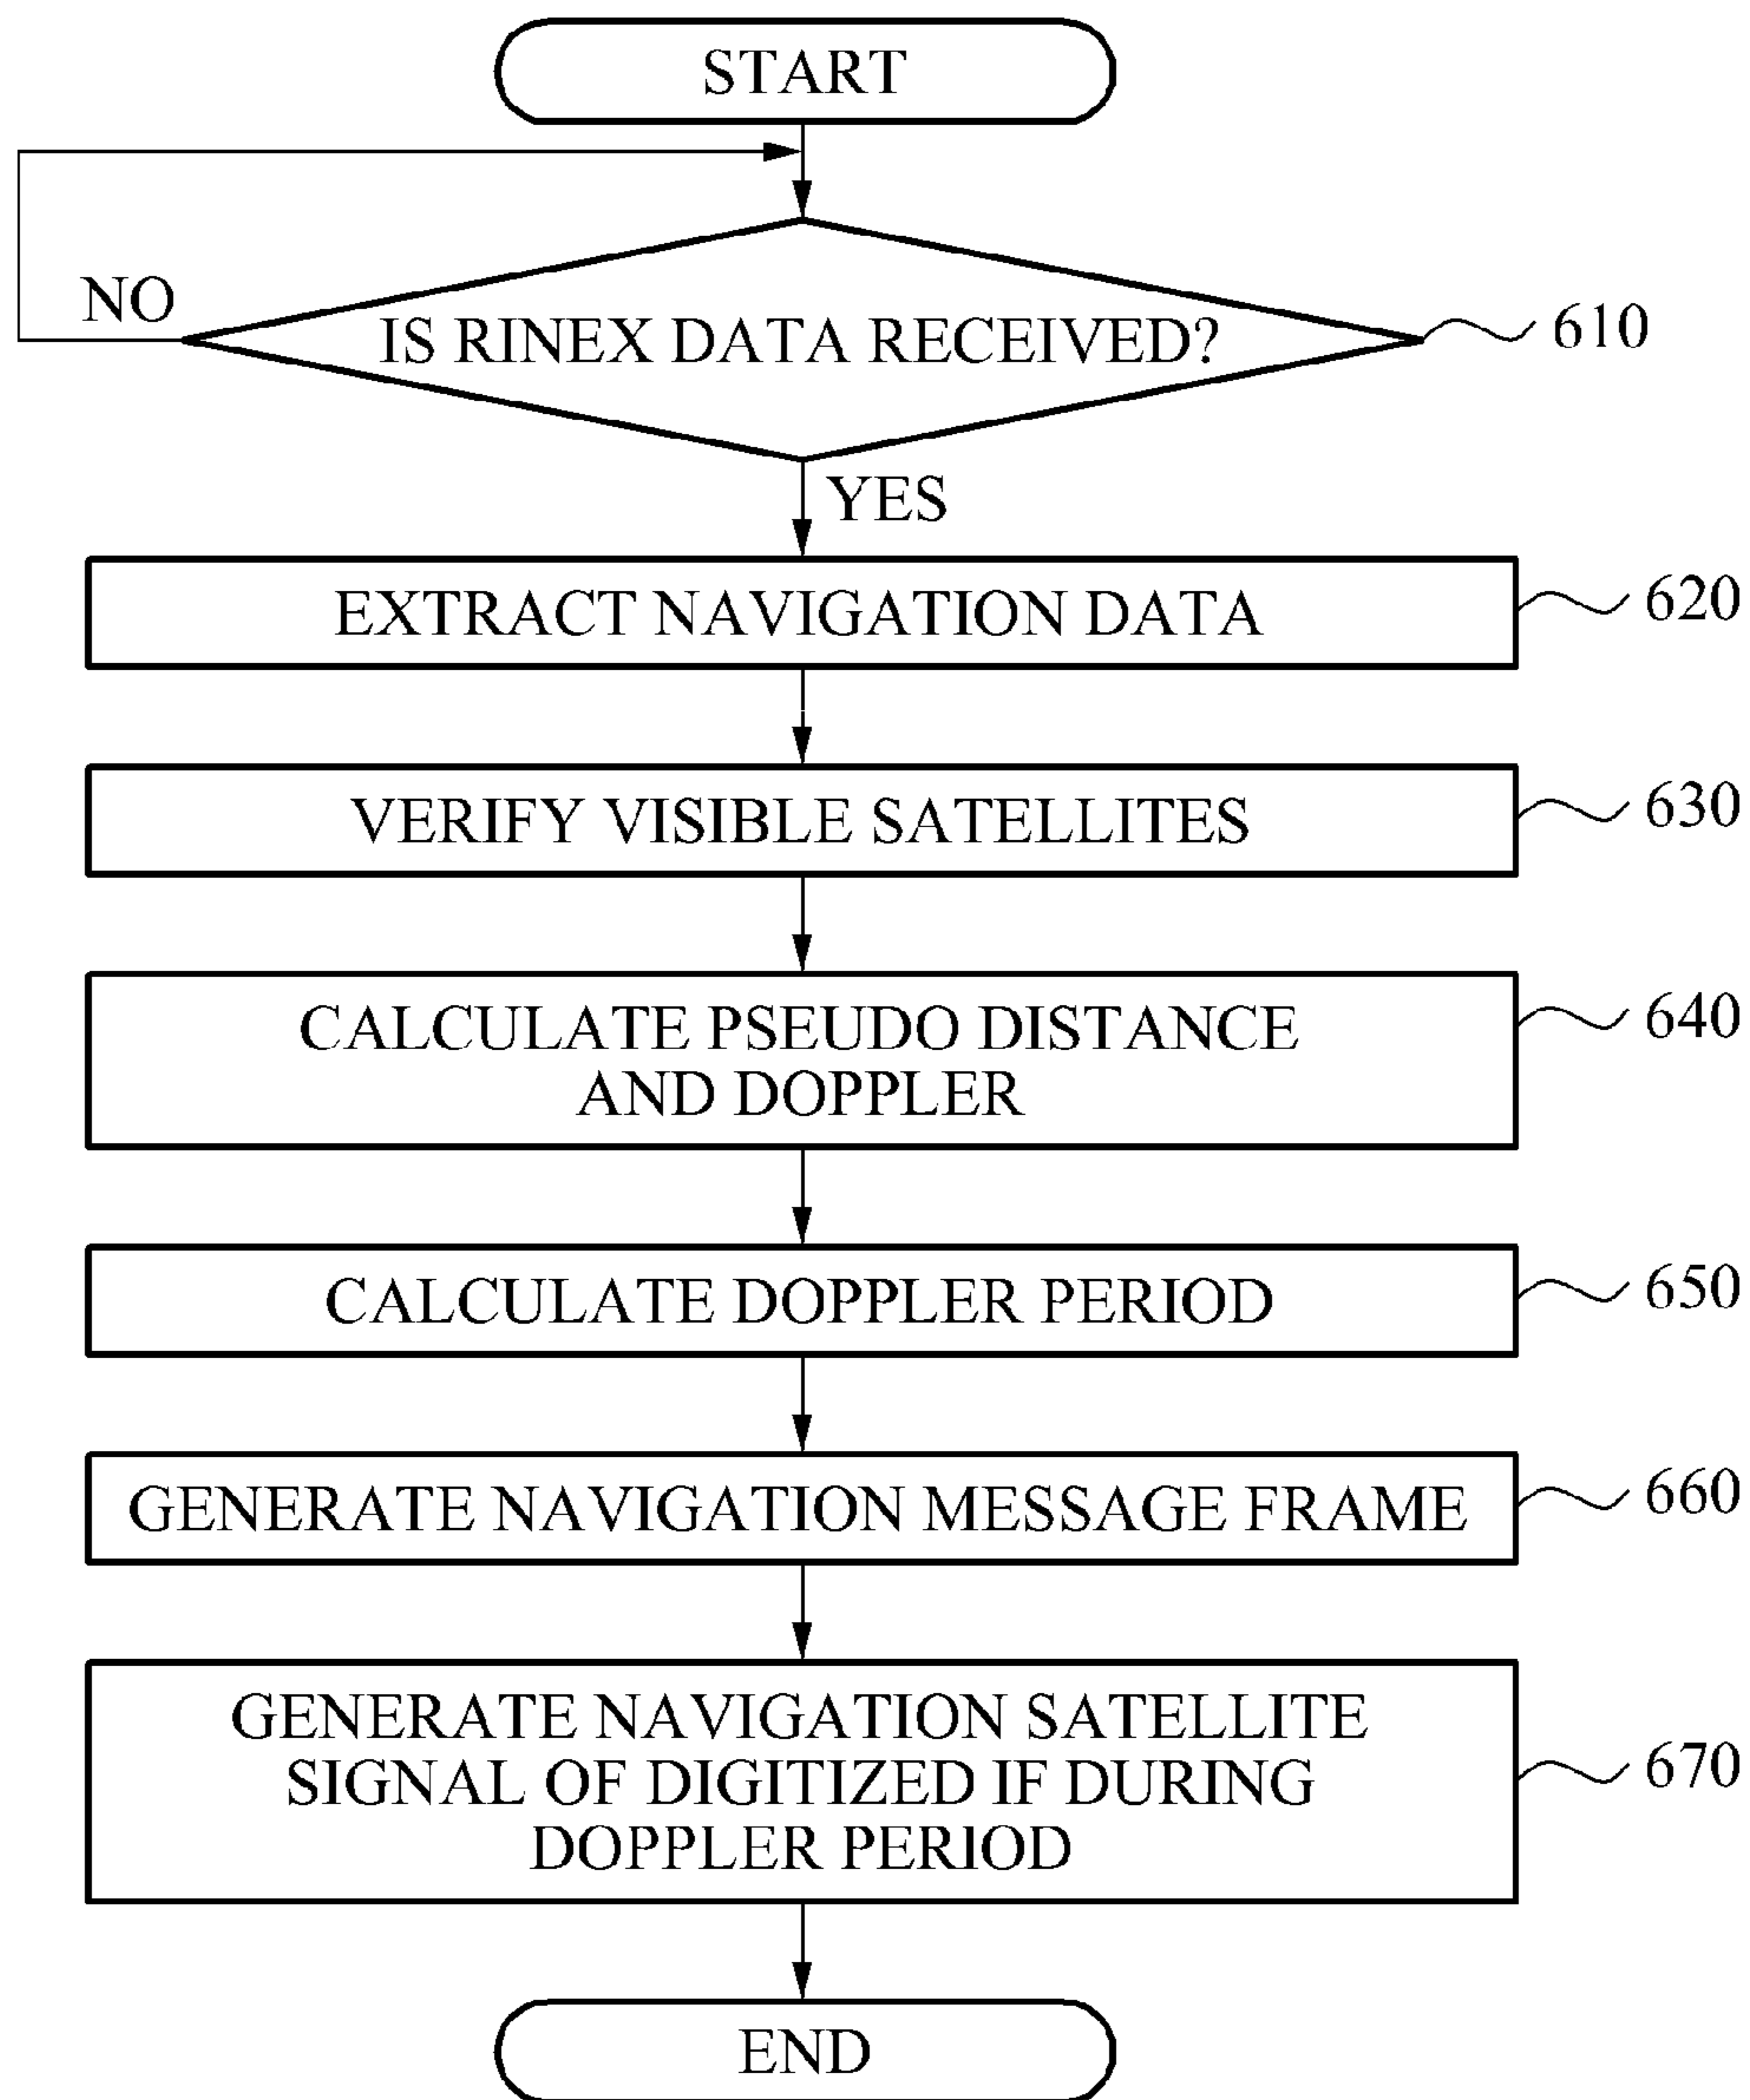 START
NO
IS RINEX DATA RECEIVED?
610
YES
EXTRACT NAVIGATION DATA
620
VERIFY VISIBLE SATELLITES
630
CALCULATE PSEUDO DISTANCE
AND DOPPLER
640
CALCULATE DOPPLER PERIOD
650
GENERATE NAVIGATION MESSAGE FRAME
660
GENERATE NAVIGATION SATELLITE
SIGNAL OF DIGITIZED IF DURING
DOPPLER PERIOD
670
END